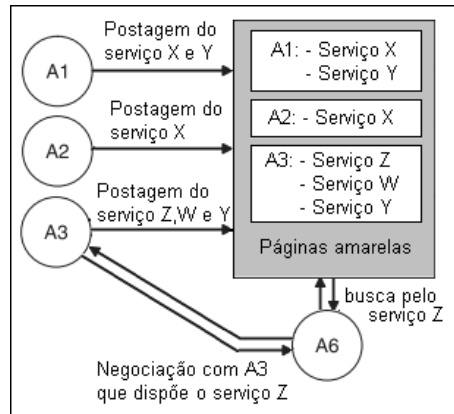 Postagem do
serviço X e Y
A1
Postagem do
serviço X
A2
Postagem do
serviço Z,W e Y
A3
A1: - Serviço X
- Serviço Y
A2: - Serviço X
A3: - Serviço Z
- Serviço W
- Serviço Y
Páginas amarelas
busca pelo
serviço Z
A6
Negociação com A3
que dispõe o serviço Z